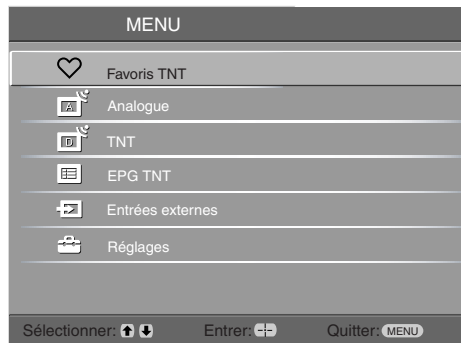 MENU
Favoris TNT
A Analogue
D TNT
EPG TNT
Entrées externes
Réglages
Sélectionner: Entrer: Quitter: MENU